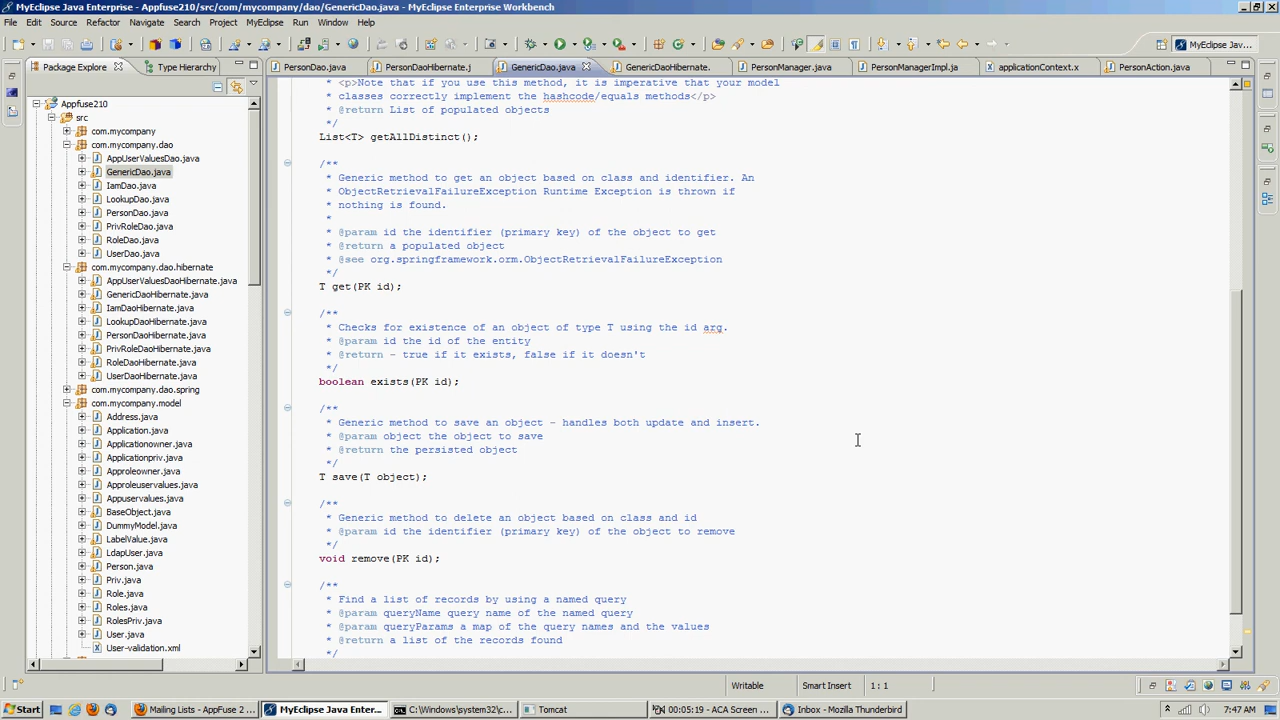 MyEclipse Java Enterprise - Appfuse210/src/com/mycompany/dao/GenericDao.java - MyEclipse Enterprise Workbench
File Edit Source Refactor Navigate Search Project MyEclipse Run Window Help
MyEclipse Jav...
Package Explorer Type Hierarchy
PersonDao.java PersonDaoHibernate.j GenericDao.java GenericDaoHibernate. PersonManager.java PersonManagerImpl.ja applicationContext.x PersonAction.java
Appfuse210
src
com.mycompany
com.mycompany.dao
AppUserValuesDao.java
GenericDao.java
IamDao.java
LookupDao.java
PersonDao.java
PrivRoleDao.java
RoleDao.java
UserDao.java
com.mycompany.dao.hibernate
AppUserValuesDaoHibernate.java
GenericDaoHibernate.java
IamDaoHibernate.java
LookupDaoHibernate.java
PersonDaoHibernate.java
PrivRoleDaoHibernate.java
RoleDaoHibernate.java
UserDaoHibernate.java
com.mycompany.dao.spring
com.mycompany.model
Address.java
Application.java
Applicationowner.java
Applicationpriv.java
Approleowner.java
Approleuservalues.java
Appuservalues.java
BaseObject.java
DummyModel.java
LabelValue.java
LdapUser.java
Person.java
Priv.java
Role.java
Roles.java
RolesPriv.java
User.java
User-validation.xml
* <p>Note that if you use this method, it is imperative that your model
* classes correctly implement the hashcode/equals methods</p>
* @return List of populated objects
*/
List<T> getAllDistinct();
/**
* Generic method to get an object based on class and identifier. An
* ObjectRetrievalFailureException Runtime Exception is thrown if
* nothing is found.
*
* @param id the identifier (primary key) of the object to get
* @return a populated object
* @see org.springframework.orm.ObjectRetrievalFailureException
*/
T get(PK id);
/**
* Checks for existence of an object of type T using the id arg.
* @param id the id of the entity
* @return - true if it exists, false if it doesn't
*/
boolean exists(PK id);
/**
* Generic method to save an object - handles both update and insert.
* @param object the object to save
* @return the persisted object
*/
T save(T object);
/**
* Generic method to delete an object based on class and id
* @param id the identifier (primary key) of the object to remove
*/
void remove(PK id);
/**
* Find a list of records by using a named query
* @param queryName query name of the named query
* @param queryParams a map of the query names and the values
* @return a list of the records found
*/
Writable Smart Insert 1 : 1
Start Mailing Lists - AppFuse 2 ... MyEclipse Java Enter... C:\Windows\system32\c... Tomcat 00:05:19 - ACA Screen ... Inbox - Mozilla Thunderbird 7:47 AM